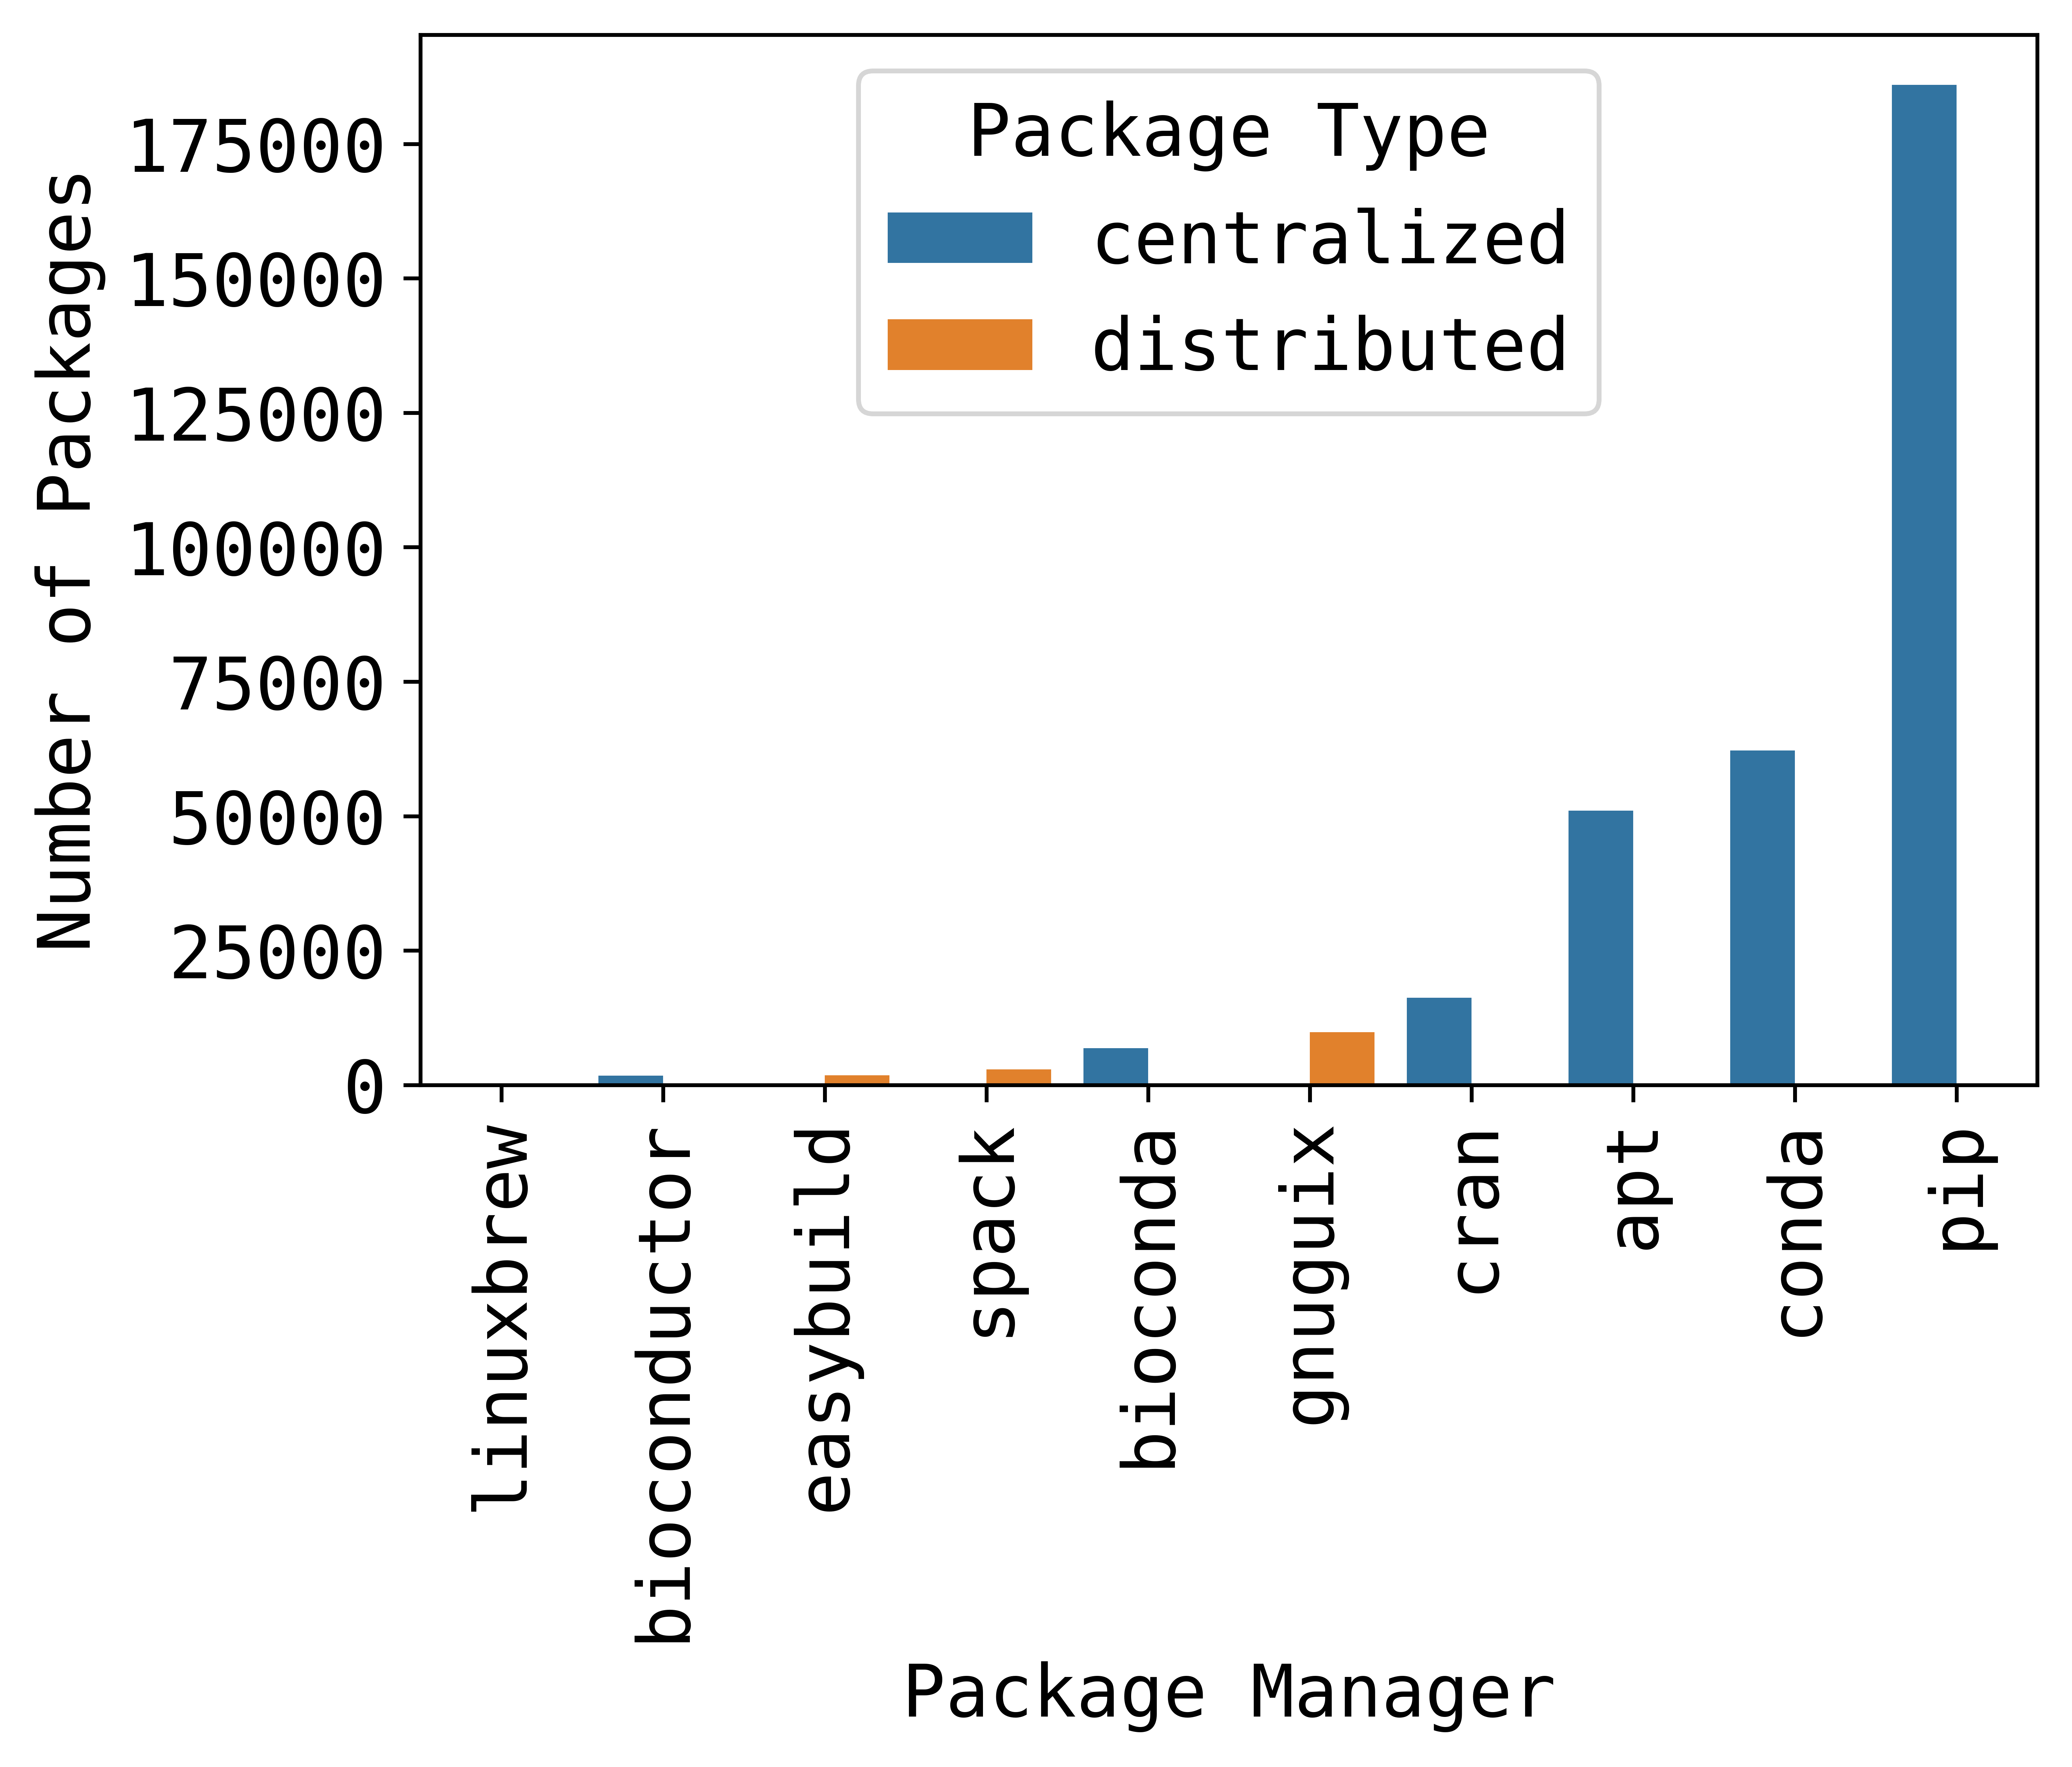 Package Type
centralized
distributed
Number of Packages
175000
150000
125000
100000
75000
50000
25000
0
linuxbrew
bioconductor
easybuild
spack
bioconda
gnuguix
cran
apt
conda
pip
Package Manager